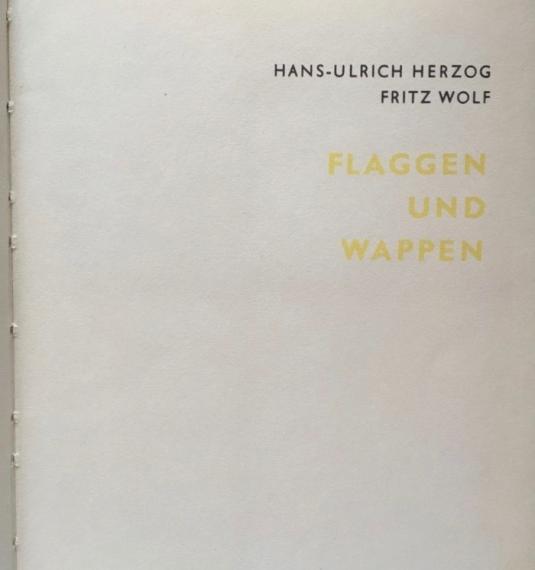 HANS-ULRICH HERZOG
FRITZ WOLF
FLAGGEN
UND
WAPPEN